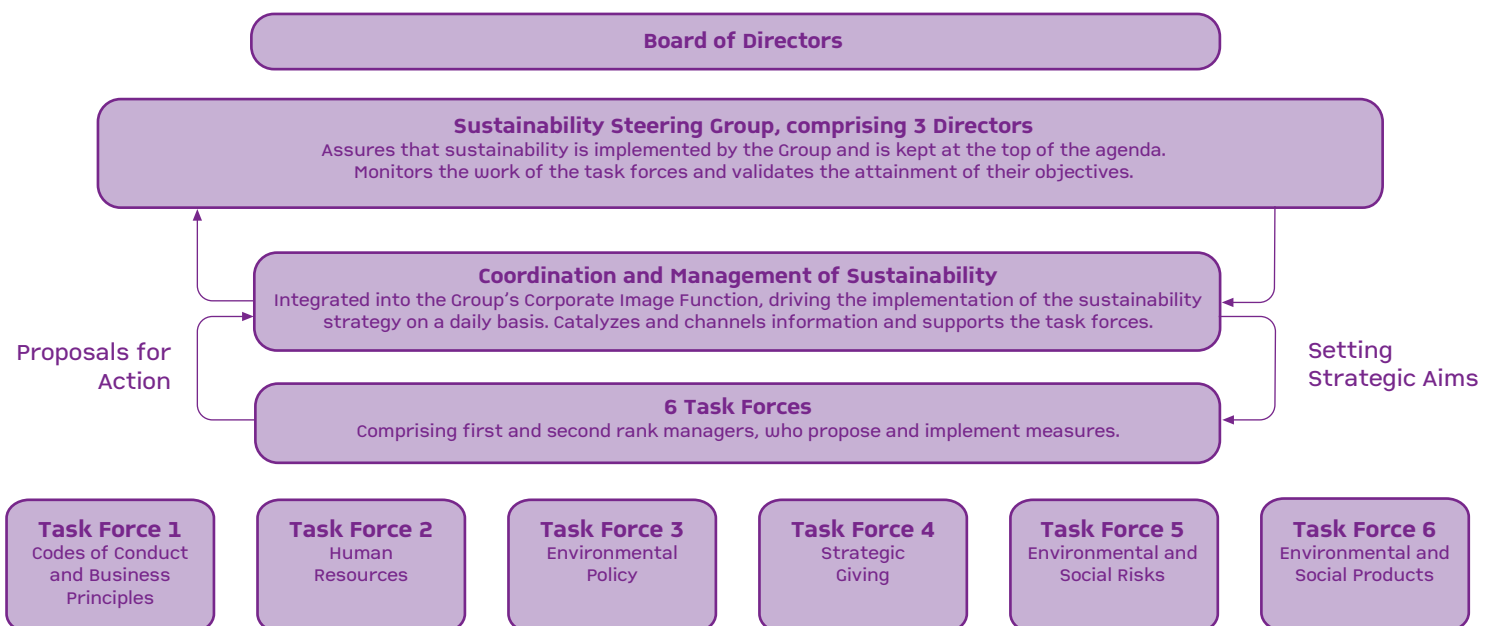 Board of Directors
Sustainability Steering Group, comprising 3 Directors
Assures that sustainability is implemented by the Group and is kept at the top of the agenda.
Monitors the work of the task forces and validates the attainment of their objectives.
Coordination and Management of Sustainability
Integrated into the Group's Corporate Image Function, driving the implementation of the sustainability
strategy on a daily basis. Catalyzes and channels information and supports the task forces.
Proposals for
Action
Setting
Strategic Aims
6 Task Forces
Comprising first and second rank managers, who propose and implement measures.
Task Force 1
Codes of Conduct
and Business
Principles
Task Force 2
Human
Resources
Task Force 3
Environmental
Policy
Task Force 4
Strategic
Giving
Task Force 5
Environmental and
Social Risks
Task Force 6
Environmental and
Social Products